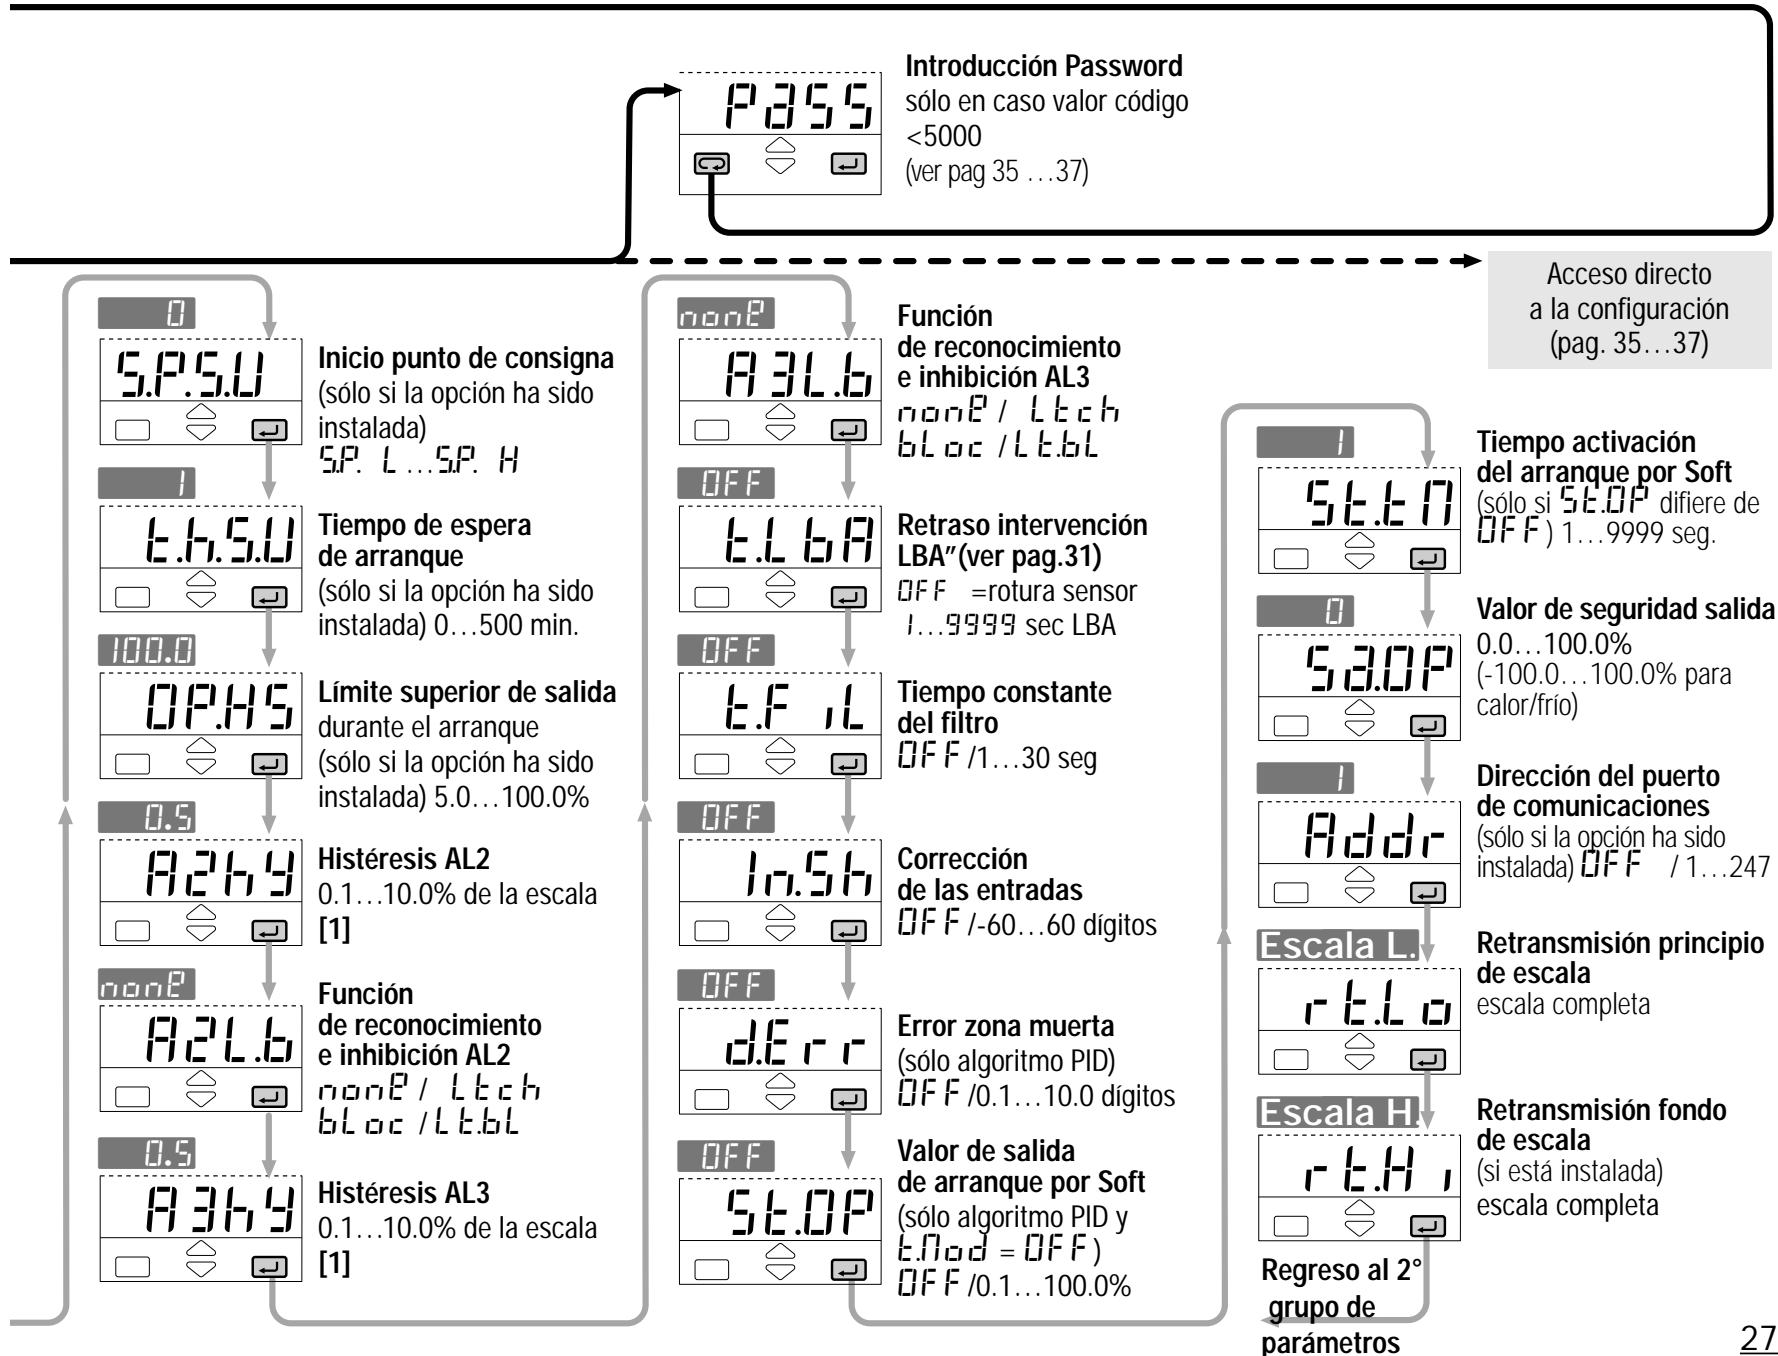 Pass
Introducción Password
sólo en caso valor código
<5000
(ver pag 35 …37)
Acceso directo
a la configuración
(pag. 35…37)
0
S.P.S.U
Inicio punto de consigna
(sólo si la opción ha sido
instalada)
S.P. L …S.P. H
1
t.h.S.U
Tiempo de espera
de arranque
(sólo si la opción ha sido
instalada) 0…500 min.
100.0
OP.HS
Límite superior de salida
durante el arranque
(sólo si la opción ha sido
instalada) 5.0…100.0%
0.5
A2hy
Histéresis AL2
0.1…10.0% de la escala
[1]
none
A2L.b
Función
de reconocimiento
e inhibición AL2
none / Ltch
bLoc / Lt.bL
0.5
A3hy
Histéresis AL3
0.1…10.0% de la escala
[1]
none
A3L.b
Función
de reconocimiento
e inhibición AL3
none / Ltch
bLoc / Lt.bL
OFF
t.LbA
Retraso intervención
LBA"(ver pag.31)
OFF =rotura sensor
1…9999 sec LBA
OFF
t.FiL
Tiempo constante
del filtro
OFF /1…30 seg
OFF
In.Sh
Corrección
de las entradas
OFF /-60…60 dígitos
OFF
d.Err
Error zona muerta
(sólo algoritmo PID)
OFF /0.1…10.0 dígitos
OFF
St.OP
Valor de salida
de arranque por Soft
(sólo algoritmo PID y
t.Mod = OFF)
OFF /0.1…100.0%
1
St.tM
Tiempo activación
del arranque por Soft
(sólo si St.OP difiere de
OFF) 1…9999 seg.
0
Sa.OP
Valor de seguridad salida
0.0…100.0%
(-100.0…100.0% para
calor/frío)
1
Addr
Dirección del puerto
de comunicaciones
(sólo si la opción ha sido
instalada) OFF / 1…247
Escala L.
rt.Lo
Retransmisión principio
de escala
escala completa
Escala H.
rt.Hi
Retransmisión fondo
de escala
(si está instalada)
escala completa
Regreso al 2°
grupo de
parámetros
27